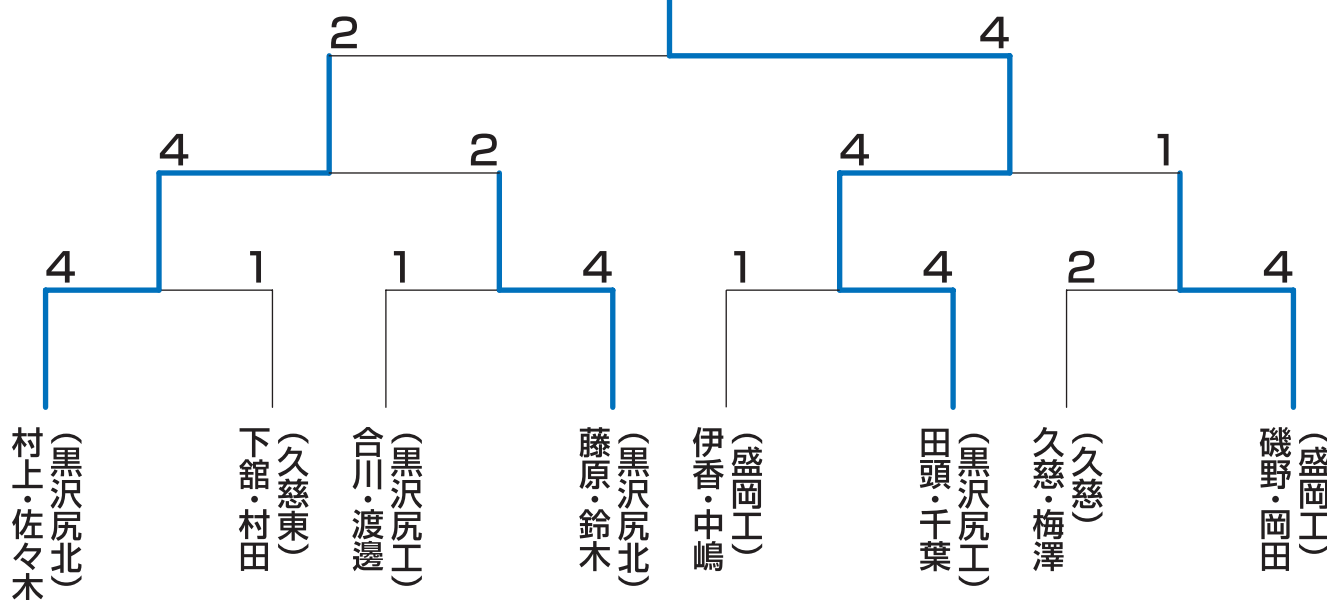 2
4
4
2
4
1
4
1
1
4
1
4
2
4
村上・佐々木
(黒沢尻北)
下舘・村田
(久慈東)
合川・渡邊
(黒沢尻工)
藤原・鈴木
(黒沢尻北)
伊香・中嶋
(盛岡工)
田頭・千葉
(黒沢尻工)
久慈・梅澤
(久慈)
磯野・岡田
(盛岡工)